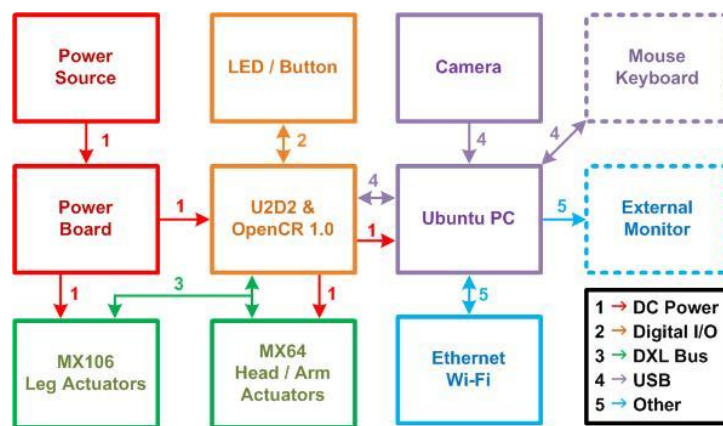 Power
Source
LED / Button
Camera
Mouse
Keyboard
1
2
4
4
Power
Board
1
U2D2 &
OpenCR 1.0
4
1
Ubuntu PC
5
External
Monitor
1
3
1
5
MX106
Leg Actuators
MX64
Head / Arm
Actuators
Ethernet
Wi-Fi
1 → DC Power
2 → Digital I/O
3 → DXL Bus
4 → USB
5 → Other